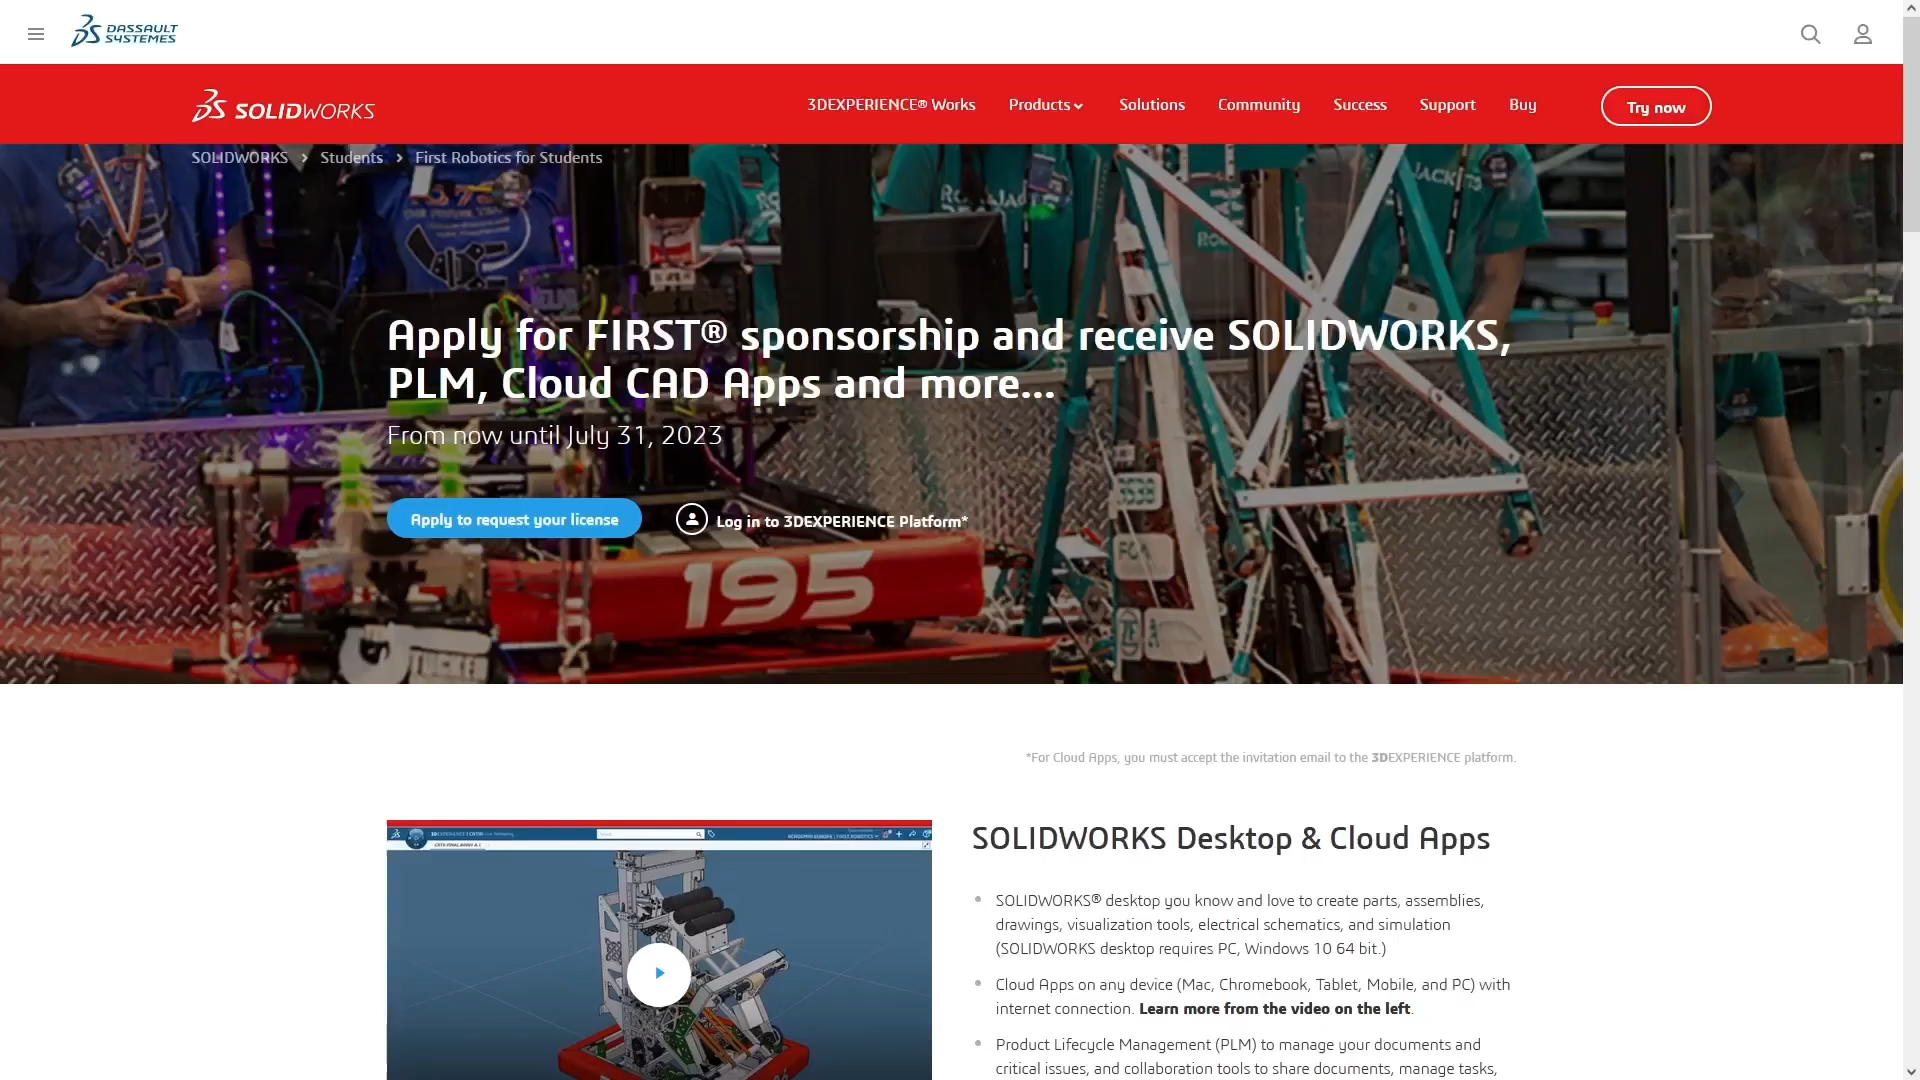 DASSAULT
SYSTEMES
SOLIDWORKS
3DEXPERIENCE® Works
Products
Solutions
Community
Success
Support
Buy
Try now
SOLIDWORKS > Students > First Robotics for Students
Apply for FIRST® sponsorship and receive SOLIDWORKS,
PLM, Cloud CAD Apps and more...
From now until July 31, 2023
Apply to request your license
Log in to 3DEXPERIENCE Platform*
195
TUCKER
*For Cloud Apps, you must accept the invitation email to the 3DEXPERIENCE platform.
SOLIDWORKS Desktop & Cloud Apps
SOLIDWORKS® desktop you know and love to create parts, assemblies,
drawings, visualization tools, electrical schematics, and simulation
(SOLIDWORKS desktop requires PC, Windows 10 64 bit.)
Cloud Apps on any device (Mac, Chromebook, Tablet, Mobile, and PC) with
internet connection. Learn more from the video on the left.
Product Lifecycle Management (PLM) to manage your documents and
critical issues, and collaboration tools to share documents, manage tasks,